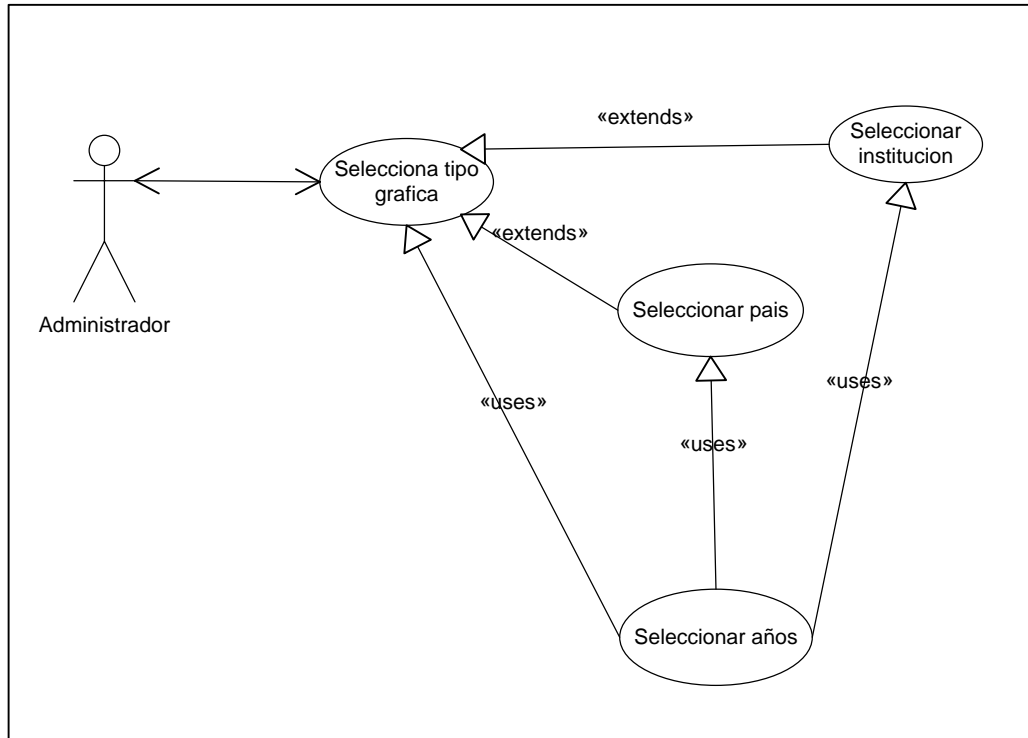 «extends»
Seleccionar
institucion
Selecciona tipo
grafica
«extends»
Seleccionar pais
Administrador
«uses»
«uses»
«uses»
Seleccionar años